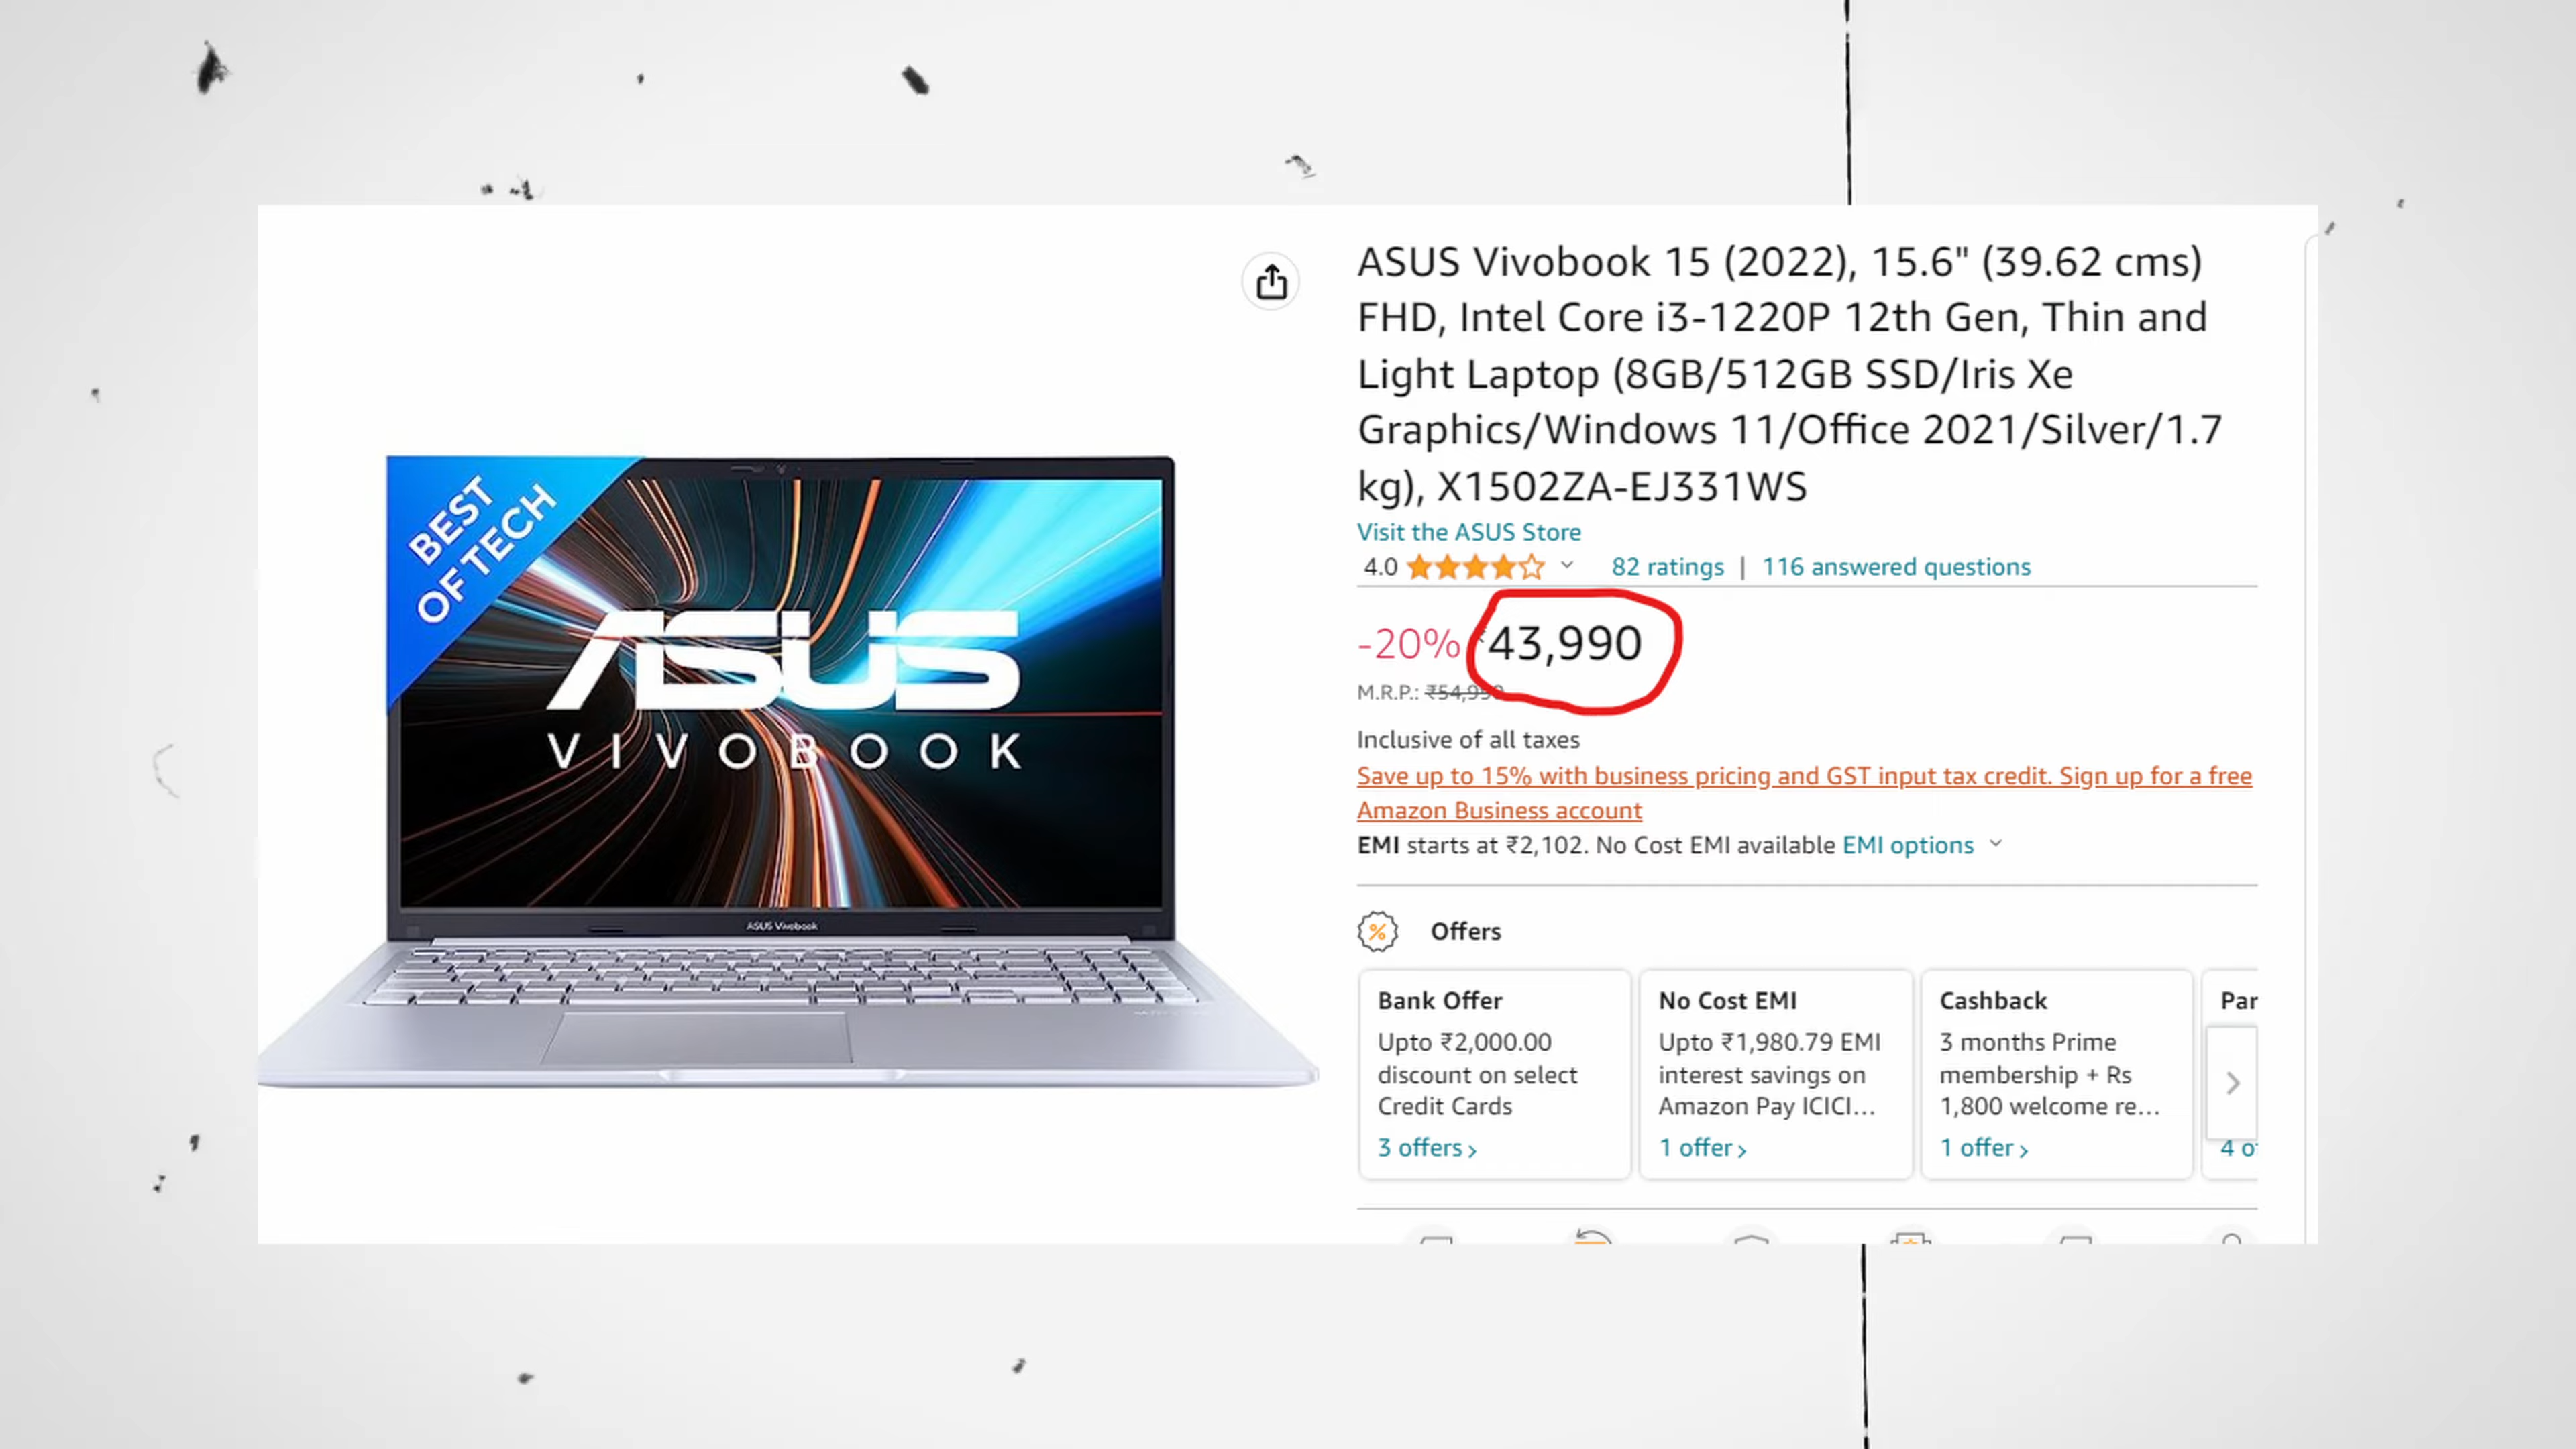 BEST
OF TECH
ASUS
VIVOBOOK
ASUS Vivobook
ASUS Vivobook 15 (2022), 15.6" (39.62 cms)
FHD, Intel Core i3-1220P 12th Gen, Thin and
Light Laptop (8GB/512GB SSD/Iris Xe
Graphics/Windows 11/Office 2021/Silver/1.7
kg), X1502ZA-EJ331WS
Visit the ASUS Store
4.0 82 ratings | 116 answered questions
-20% 43,990
M.R.P.:
Inclusive of all taxes
Save up to 15% with business pricing and GST input tax credit. Sign up for a free
Amazon Business account
EMI starts at ₹2,102. No Cost EMI available EMI options
Offers
Bank Offer
Upto ₹2,000.00
discount on select
Credit Cards
3 offers ›
No Cost EMI
Upto ₹1,980.79 EMI
interest savings on
Amazon Pay ICICI...
1 offer ›
Cashback
3 months Prime
membership + Rs
1,800 welcome re...
1 offer ›
Par
4 o